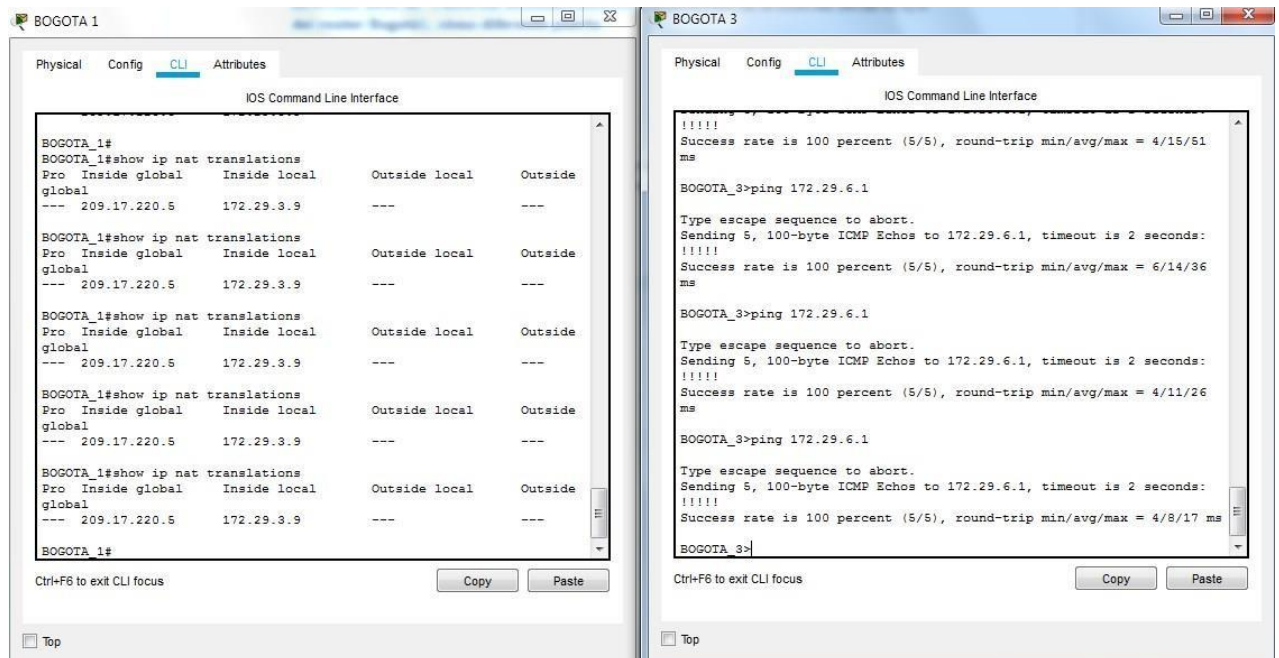 BOGOTA 1
Physical Config CLI Attributes
IOS Command Line Interface
BOGOTA_1#
BOGOTA_1#show ip nat translations
Pro Inside global Inside local Outside local Outside
global
--- 209.17.220.5 172.29.3.9 --- ---
BOGOTA_1#show ip nat translations
Pro Inside global Inside local Outside local Outside
global
--- 209.17.220.5 172.29.3.9 --- ---
BOGOTA_1#show ip nat translations
Pro Inside global Inside local Outside local Outside
global
--- 209.17.220.5 172.29.3.9 --- ---
BOGOTA_1#show ip nat translations
Pro Inside global Inside local Outside local Outside
global
--- 209.17.220.5 172.29.3.9 --- ---
BOGOTA_1#show ip nat translations
Pro Inside global Inside local Outside local Outside
global
--- 209.17.220.5 172.29.3.9 --- ---
BOGOTA_1#
Ctrl+F6 to exit CLI focus
Copy Paste
Top
BOGOTA 3
Physical Config CLI Attributes
IOS Command Line Interface
!!!!!
Success rate is 100 percent (5/5), round-trip min/avg/max = 4/15/51
ms
BOGOTA_3>ping 172.29.6.1
Type escape sequence to abort.
Sending 5, 100-byte ICMP Echos to 172.29.6.1, timeout is 2 seconds:
!!!!!
Success rate is 100 percent (5/5), round-trip min/avg/max = 6/14/36
ms
BOGOTA_3>ping 172.29.6.1
Type escape sequence to abort.
Sending 5, 100-byte ICMP Echos to 172.29.6.1, timeout is 2 seconds:
!!!!!
Success rate is 100 percent (5/5), round-trip min/avg/max = 4/11/26
ms
BOGOTA_3>ping 172.29.6.1
Type escape sequence to abort.
Sending 5, 100-byte ICMP Echos to 172.29.6.1, timeout is 2 seconds:
!!!!!
Success rate is 100 percent (5/5), round-trip min/avg/max = 4/8/17 ms
BOGOTA_3>
Ctrl+F6 to exit CLI focus
Copy Paste
Top